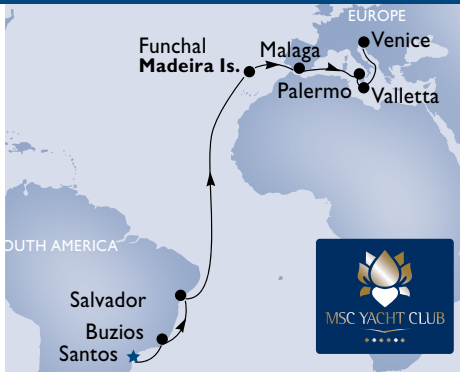 EUROPE
Funchal
Madeira Is.
Malaga
Venice
Palermo
Valletta
OUTH AMERICA
Salvador
Buzios
Santos
MSC YACHT CLUB